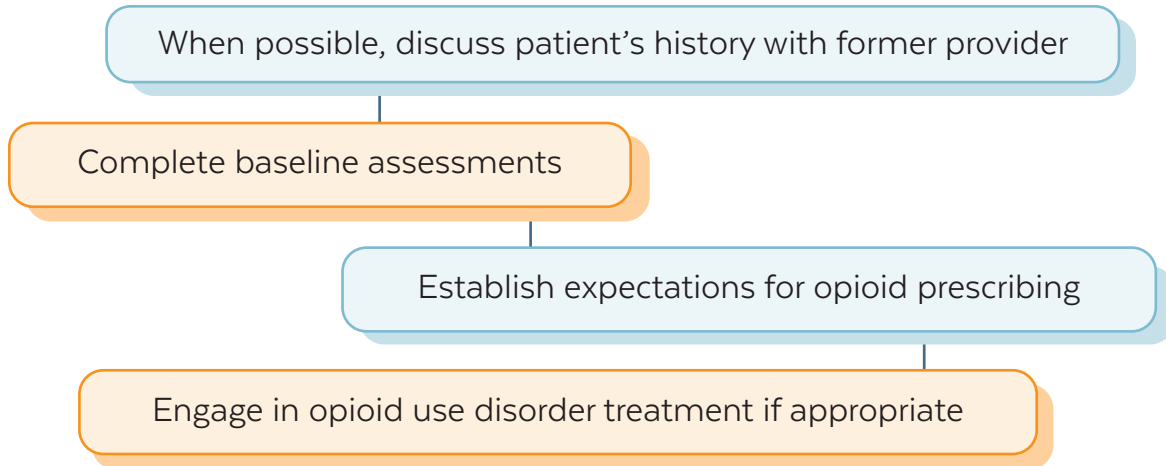 When possible, discuss patient’s history with former provider
Complete baseline assessments
Establish expectations for opioid prescribing
Engage in opioid use disorder treatment if appropriate